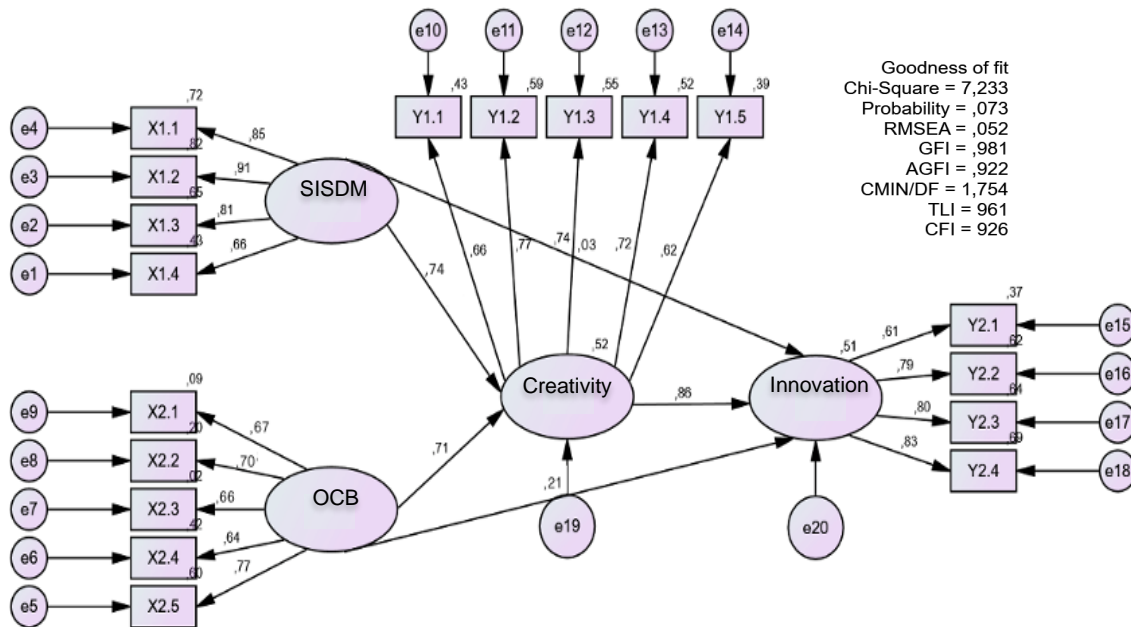 e10
e11
e12
e13
e14
,43
,59
,55
,52
,39
Y1.1
Y1.2
Y1.3
Y1.4
Y1.5
Goodness of fit
Chi-Square = 7,233
Probability = ,073
RMSEA = ,052
GFI = ,981
AGFI = ,922
CMIN/DF = 1,754
TLI = 961
CFI = 926
,72
e4
X1.1
,85
,82
e3
X1.2
,91
,65
e2
X1.3
,81
,43
e1
X1.4
,66
SISDM
,74
,66
,77
,74
,03
,72
,62
,52
Creativity
,86
,51
Innovation
,37
,61
Y2.1
e15
,62
,79
Y2.2
e16
,64
,80
Y2.3
e17
,69
,83
Y2.4
e18
,09
e9
X2.1
,67
,20
e8
X2.2
,70
,02
e7
X2.3
,66
,42
e6
X2.4
,64
,60
e5
X2.5
,77
OCB
,71
,21
e19
e20